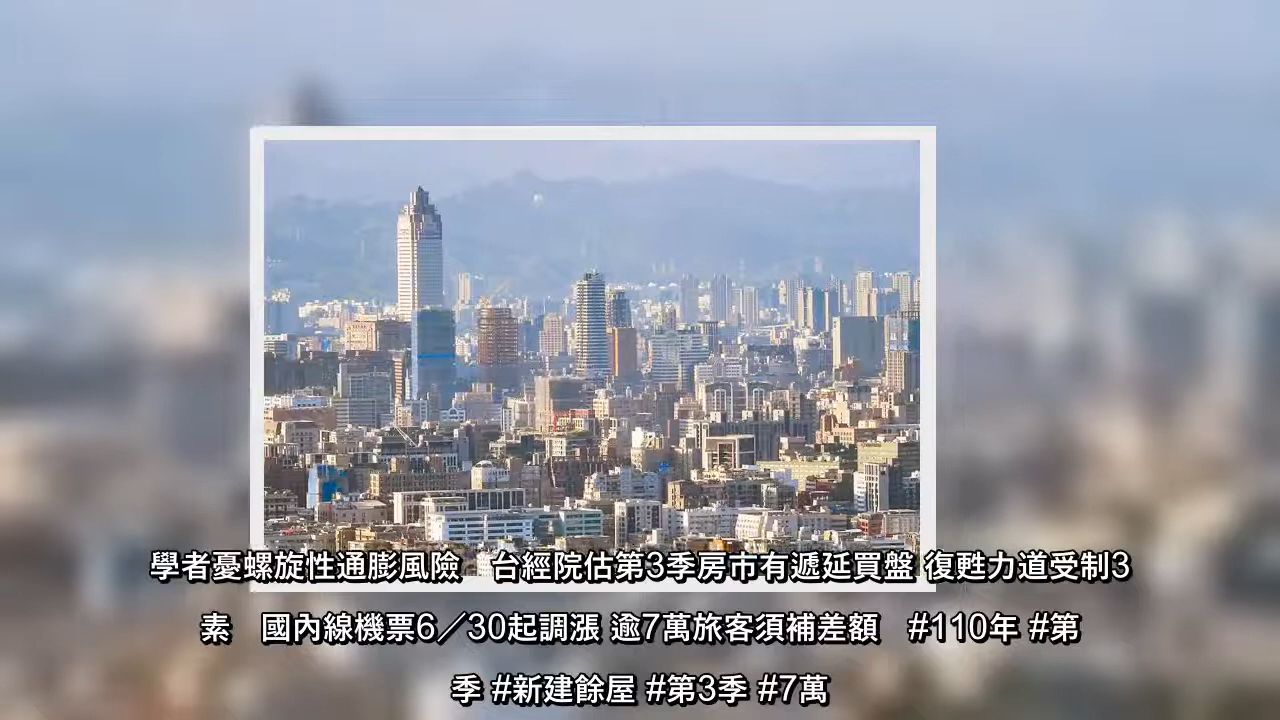 學者憂螺旋性通膨風險　台經院估第3季房市有遞延買盤 復甦力道受制3
素　國內線機票6／30起調漲 逾7萬旅客須補差額　#110年 #第
季 #新建餘屋 #第3季 #7萬